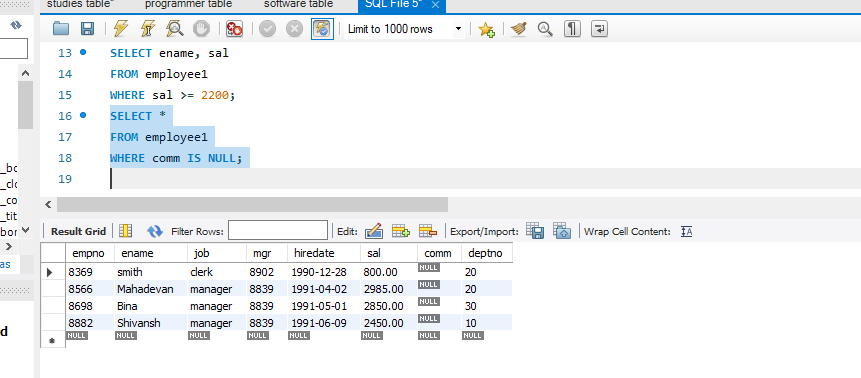 studies table* programmer table software table SQL File 5*
Limit to 1000 rows
13 SELECT ename, sal
14 FROM employee1
15 WHERE sal >= 2200;
16 SELECT *
17 FROM employee1
18 WHERE comm IS NULL;
19
_bo
_clo
_co
_tit
bor
as
d
Result Grid Filter Rows: Edit: Export/Import: Wrap Cell Content: IA
empno ename job mgr hiredate sal comm deptno
8369 smith clerk 8902 1990-12-28 800.00 NULL 20
8566 Mahadevan manager 8839 1991-04-02 2985.00 NULL 20
8698 Bina manager 8839 1991-05-01 2850.00 NULL 30
8882 Shivansh manager 8839 1991-06-09 2450.00 NULL 10
NULL NULL NULL NULL NULL NULL NULL NULL